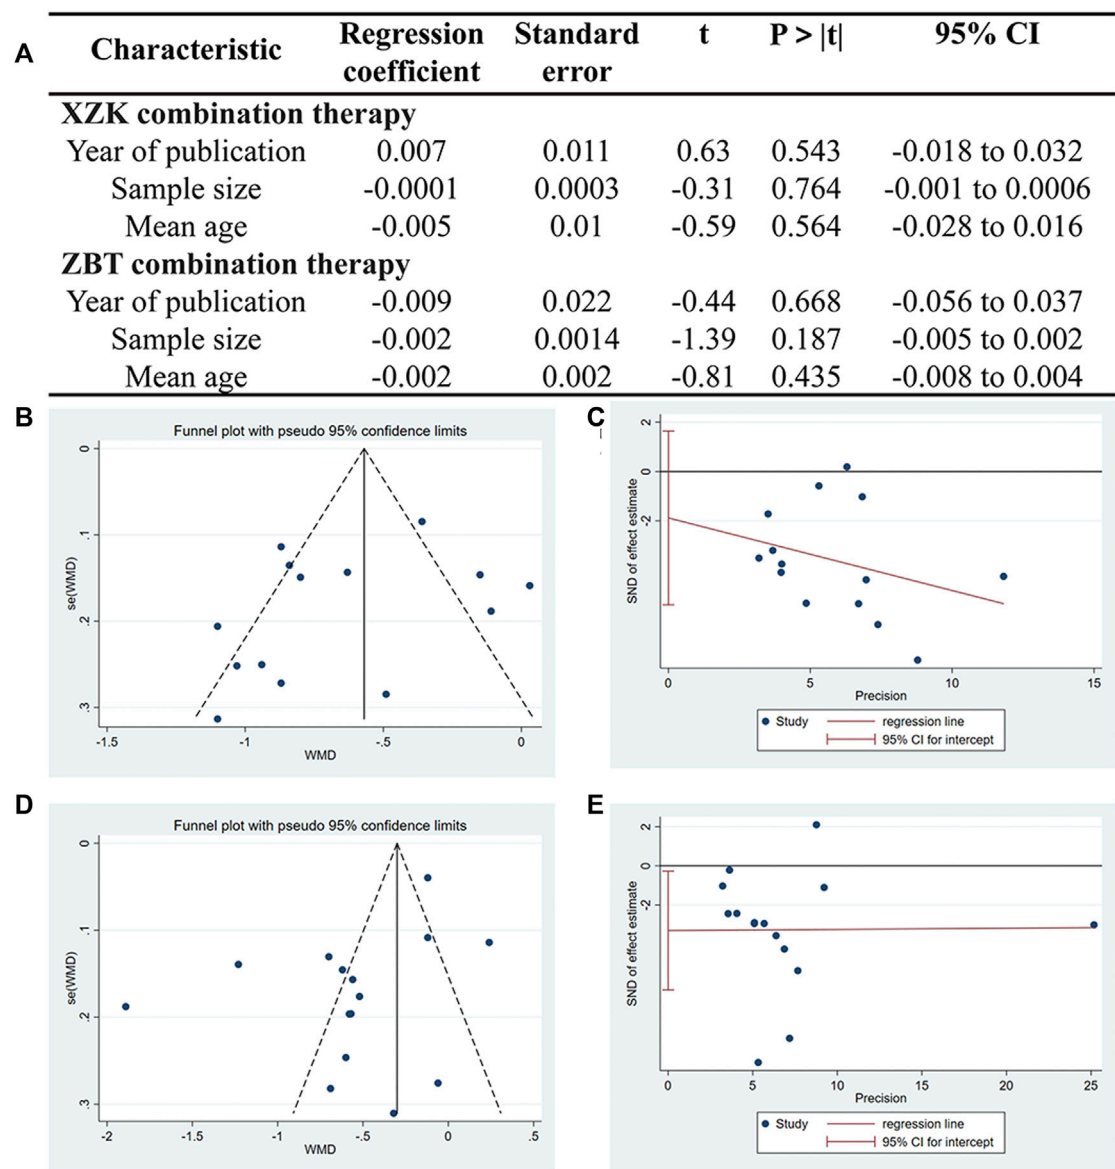 A
Characteristic Regression coefficient Standard error t P > |t| 95% CI
XZK combination therapy
Year of publication 0.007 0.011 0.63 0.543 -0.018 to 0.032
Sample size -0.0001 0.0003 -0.31 0.764 -0.001 to 0.0006
Mean age -0.005 0.01 -0.59 0.564 -0.028 to 0.016
ZBT combination therapy
Year of publication -0.009 0.022 -0.44 0.668 -0.056 to 0.037
Sample size -0.002 0.0014 -1.39 0.187 -0.005 to 0.002
Mean age -0.002 0.002 -0.81 0.435 -0.008 to 0.004
B
Funnel plot with pseudo 95% confidence limits
se(WMD)
0
.1
.2
.3
-1.5 -1 -.5 0
WMD
C
SND of effect estimate
2
0
-2
0 5 10 15
Precision
Study regression line
95% CI for intercept
D
Funnel plot with pseudo 95% confidence limits
se(WMD)
0
.1
.2
.3
-2 -1 -.5 0 .5
WMD
E
SND of effect estimate
2
0
-2
0 5 10 15 20 25
Precision
Study regression line
95% CI for intercept